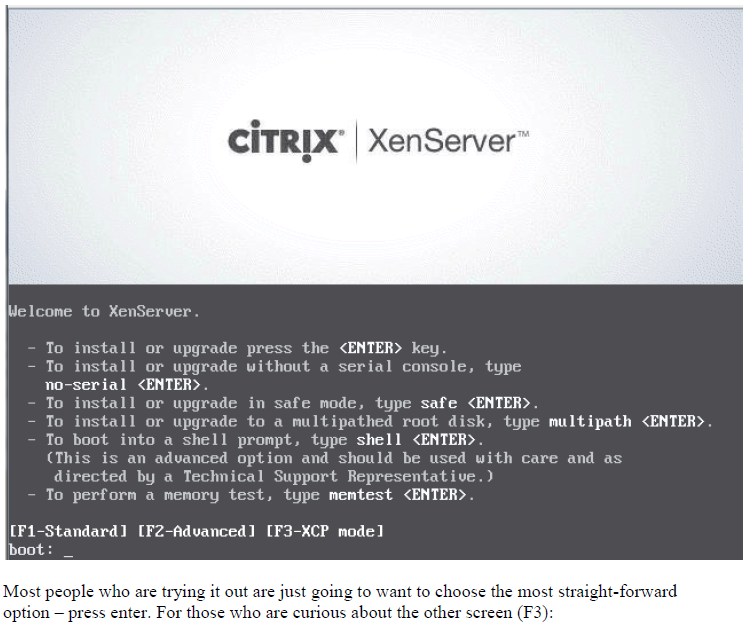 CİTRIX® | XenServer™
Welcome to XenServer.
- To install or upgrade press the <ENTER> key.
- To install or upgrade without a serial console, type
no-serial <ENTER>.
- To install or upgrade in safe mode, type safe <ENTER>.
- To install or upgrade to a multipathed root disk, type multipath <ENTER>.
- To boot into a shell prompt, type shell <ENTER>.
(This is an advanced option and should be used with care and as
directed by a Technical Support Representative.)
- To perform a memory test, type memtest <ENTER>.
[F1-Standard] [F2-Advanced] [F3-XCP mode]
boot: _
Most people who are trying it out are just going to want to choose the most straight-forward
option – press enter. For those who are curious about the other screen (F3):